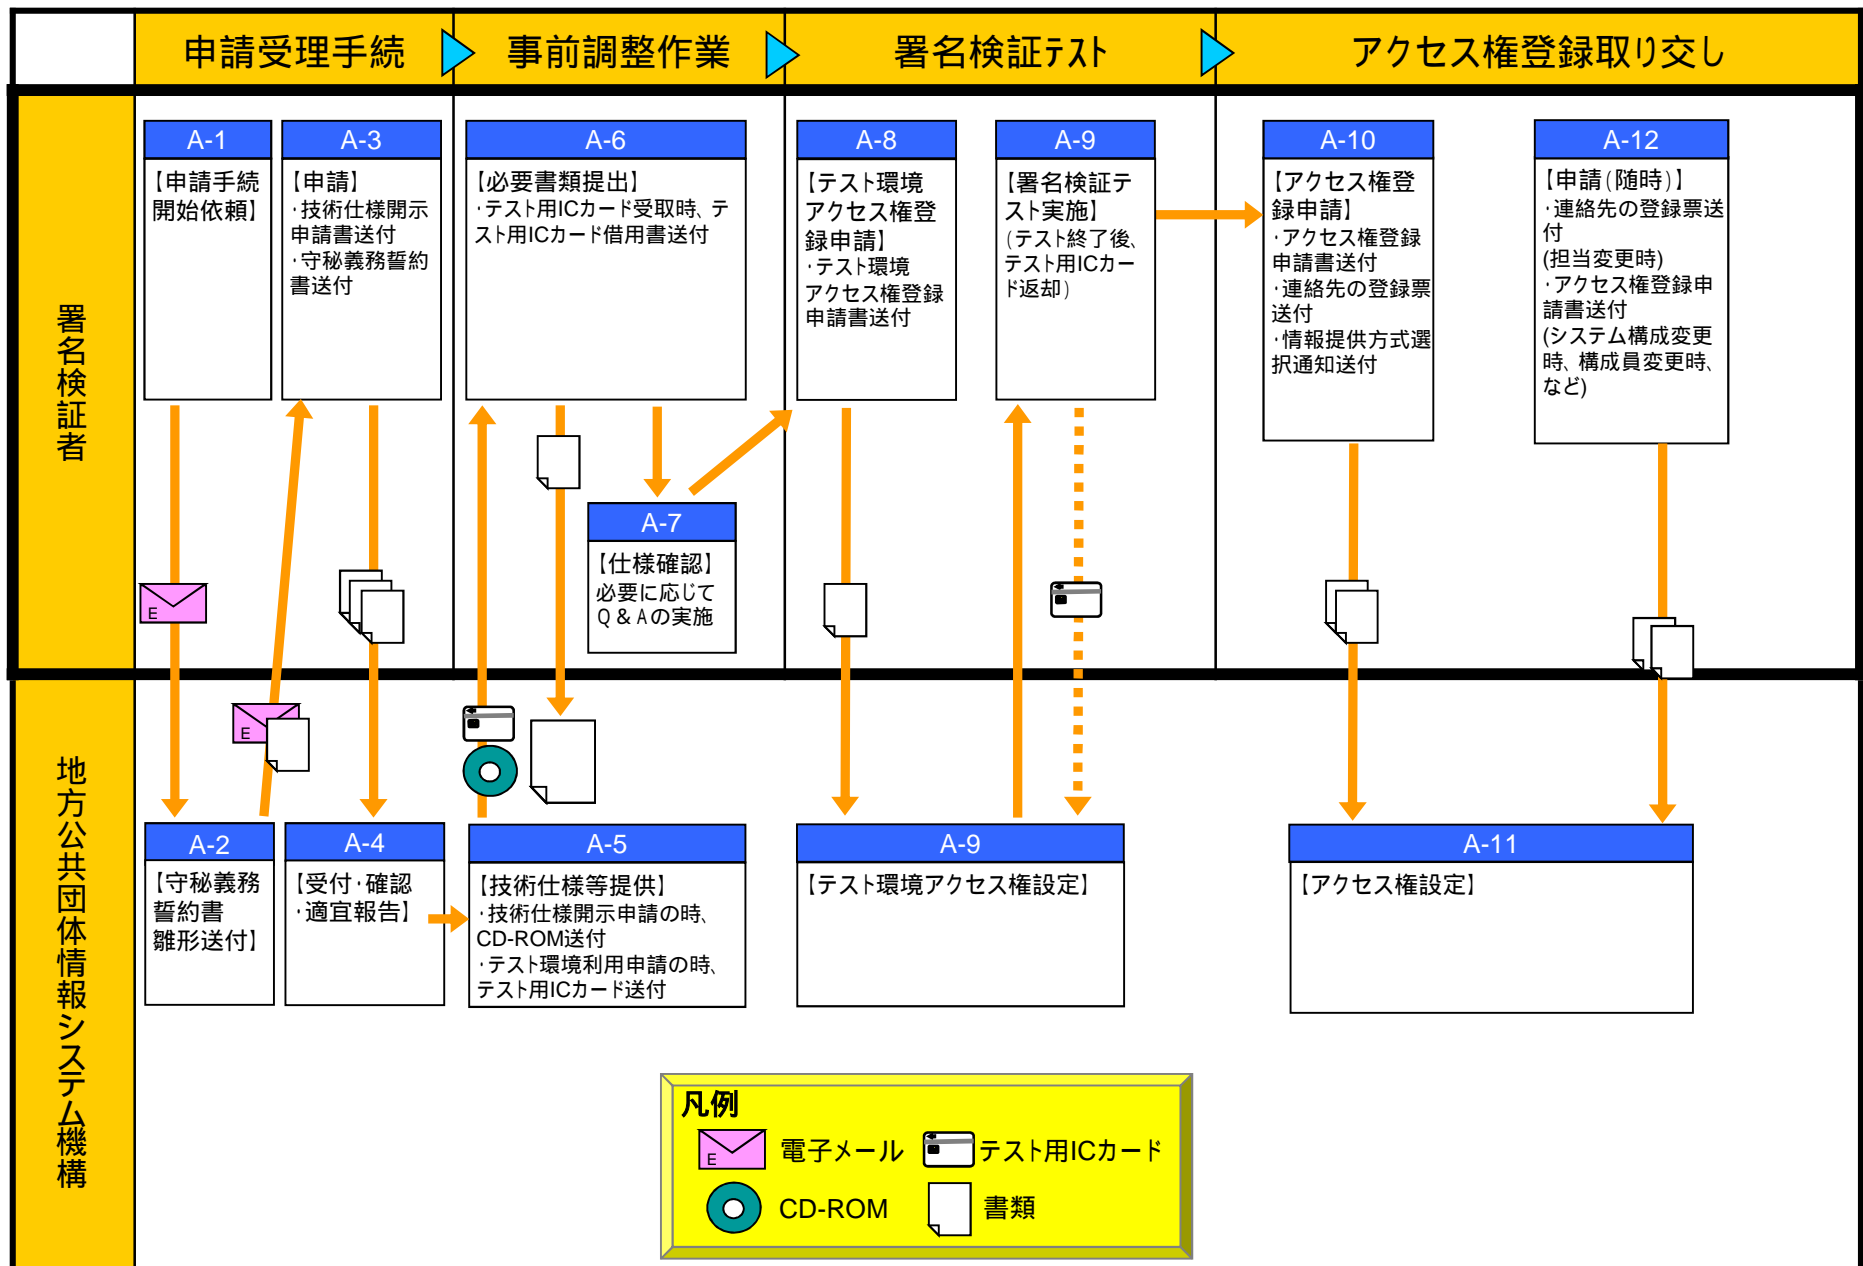 申請受理手続
事前調整作業
署名検証テスト
アクセス権登録取り交し
署名検証者
A-1
【申請手続
開始依頼】
A-3
【申請】
・技術仕様開示
申請書送付
・守秘義務誓約
書送付
A-6
【必要書類提出】
・テスト用ICカード受取時、テ
スト用ICカード借用書送付
A-7
【仕様確認】
必要に応じて
Q&Aの実施
A-8
【テスト環境
アクセス権登
録申請】
・テスト環境
アクセス権登録
申請書送付
A-9
【署名検証テ
スト実施】
(テスト終了後、
テスト用ICカー
ド返却)
A-10
【アクセス権登
録申請】
・アクセス権登録
申請書送付
・連絡先の登録票
送付
・情報提供方式選
択通知送付
A-12
【申請(随時)】
・連絡先の登録票送
付
(担当変更時)
・アクセス権登録申
請書送付
(システム構成変更
時、構成員変更時、
など)
E
E
地方公共団体情報システム機構
A-2
【守秘義務
誓約書
雛形送付】
A-4
【受付・確認
・適宜報告】
A-5
【技術仕様等提供】
・技術仕様開示申請の時、
CD-ROM送付
・テスト環境利用申請の時、
テスト用ICカード送付
A-9
【テスト環境アクセス権設定】
A-11
【アクセス権設定】
凡例
E
電子メール
テスト用ICカード
CD-ROM
書類